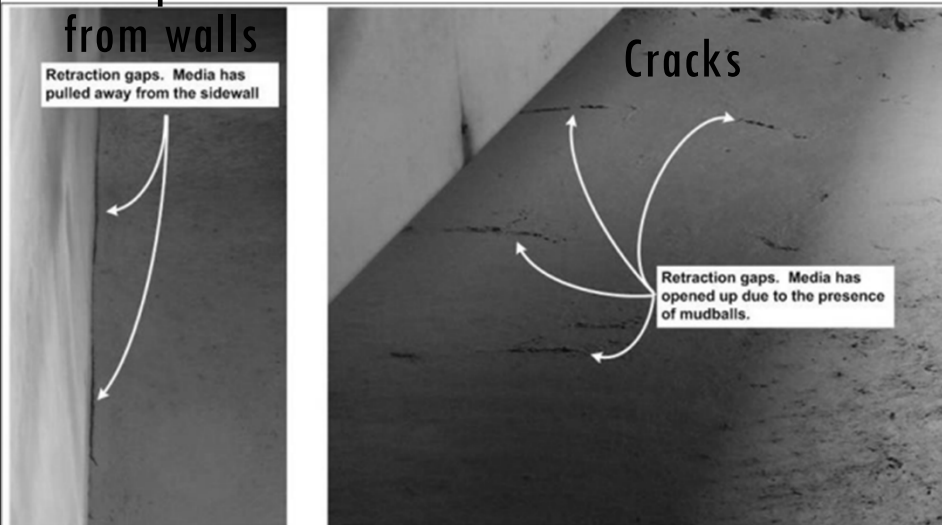 from walls
Retraction gaps. Media has
pulled away from the sidewall
Cracks
Retraction gaps. Media has
opened up due to the presence
of mudballs.